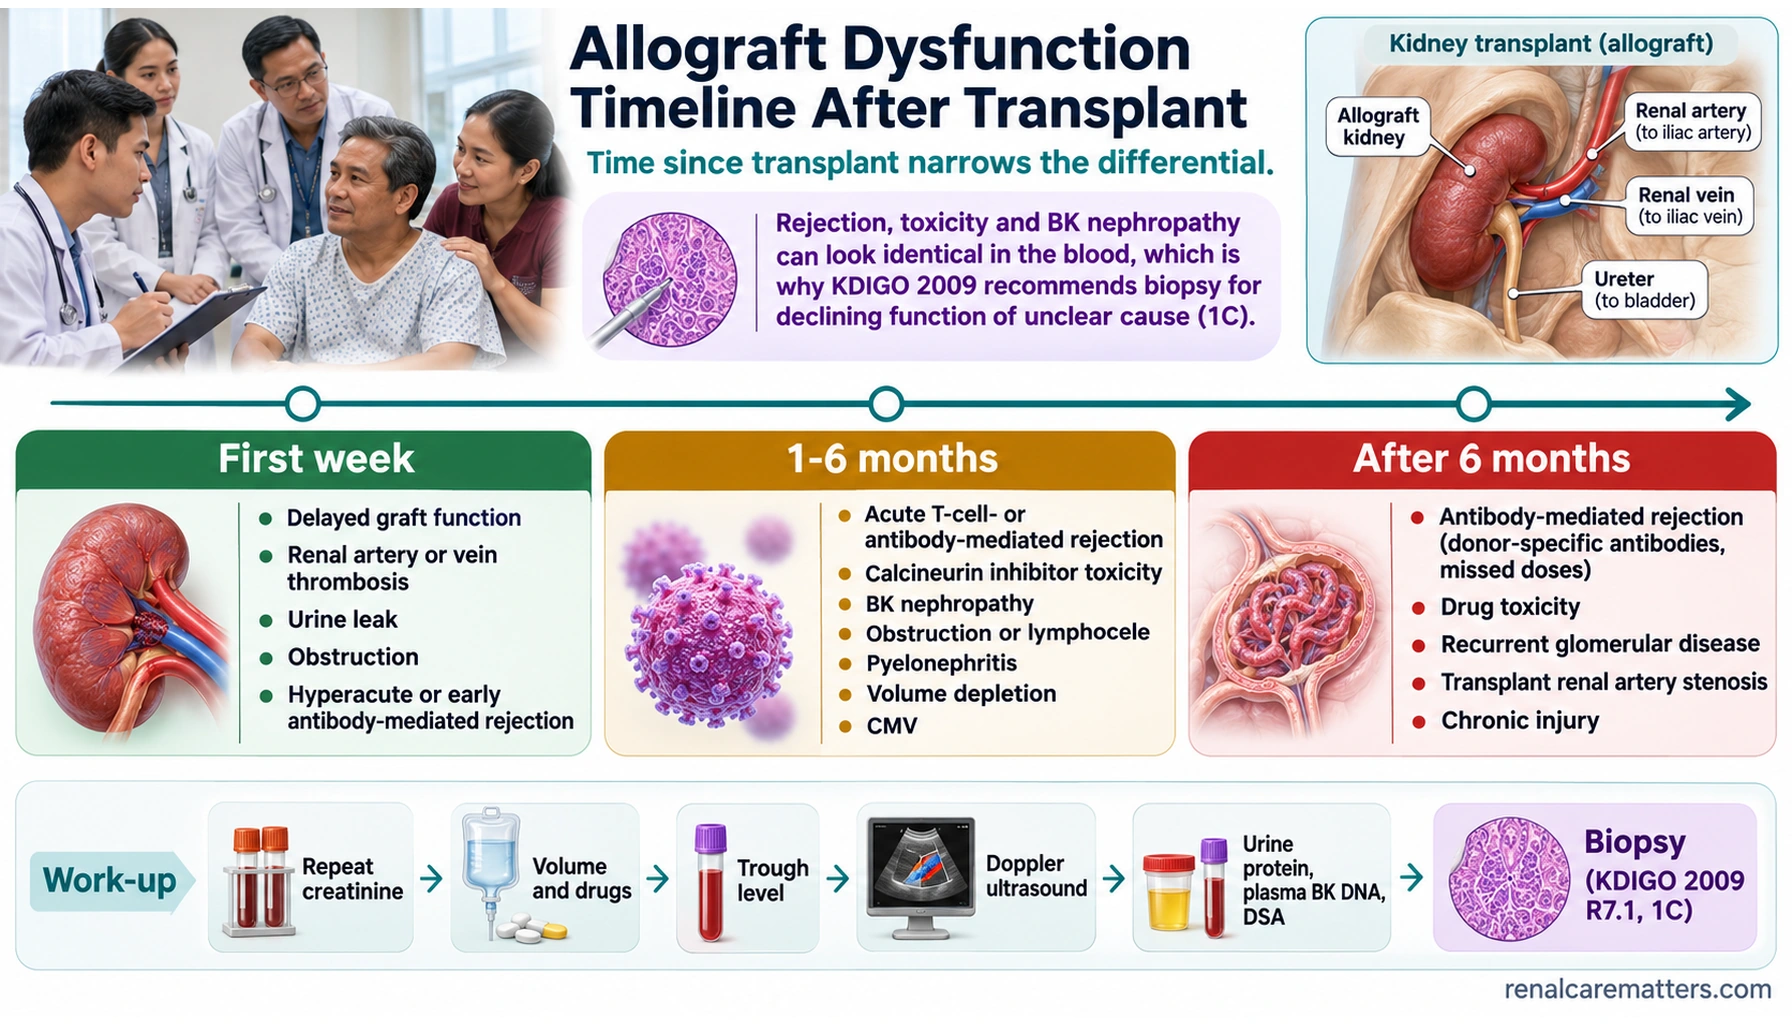 Allograft Dysfunction
Timeline After Transplant
Time since transplant narrows the differential.
Rejection, toxicity and BK nephropathy
can look identical in the blood, which is
why KDIGO 2009 recommends biopsy for
declining function of unclear cause (1C).
Kidney transplant (allograft)
Allograft
kidney
Renal artery
(to iliac artery)
Renal vein
(to iliac vein)
Ureter
(to bladder)
First week
Delayed graft function
Renal artery or vein
thrombosis
Urine leak
Obstruction
Hyperacute or early
antibody-mediated rejection
1-6 months
Acute T-cell- or
antibody-mediated rejection
Calcineurin inhibitor toxicity
BK nephropathy
Obstruction or lymphocele
Pyelonephritis
Volume depletion
CMV
After 6 months
Antibody-mediated rejection
(donor-specific antibodies,
missed doses)
Drug toxicity
Recurrent glomerular disease
Transplant renal artery stenosis
Chronic injury
Work-up
Repeat
creatinine
Volume
and drugs
Trough
level
Doppler
ultrasound
Urine
protein,
plasma BK DNA,
DSA
Biopsy
(KDIGO 2009
R7.1, 1C)
renalcarematters.com